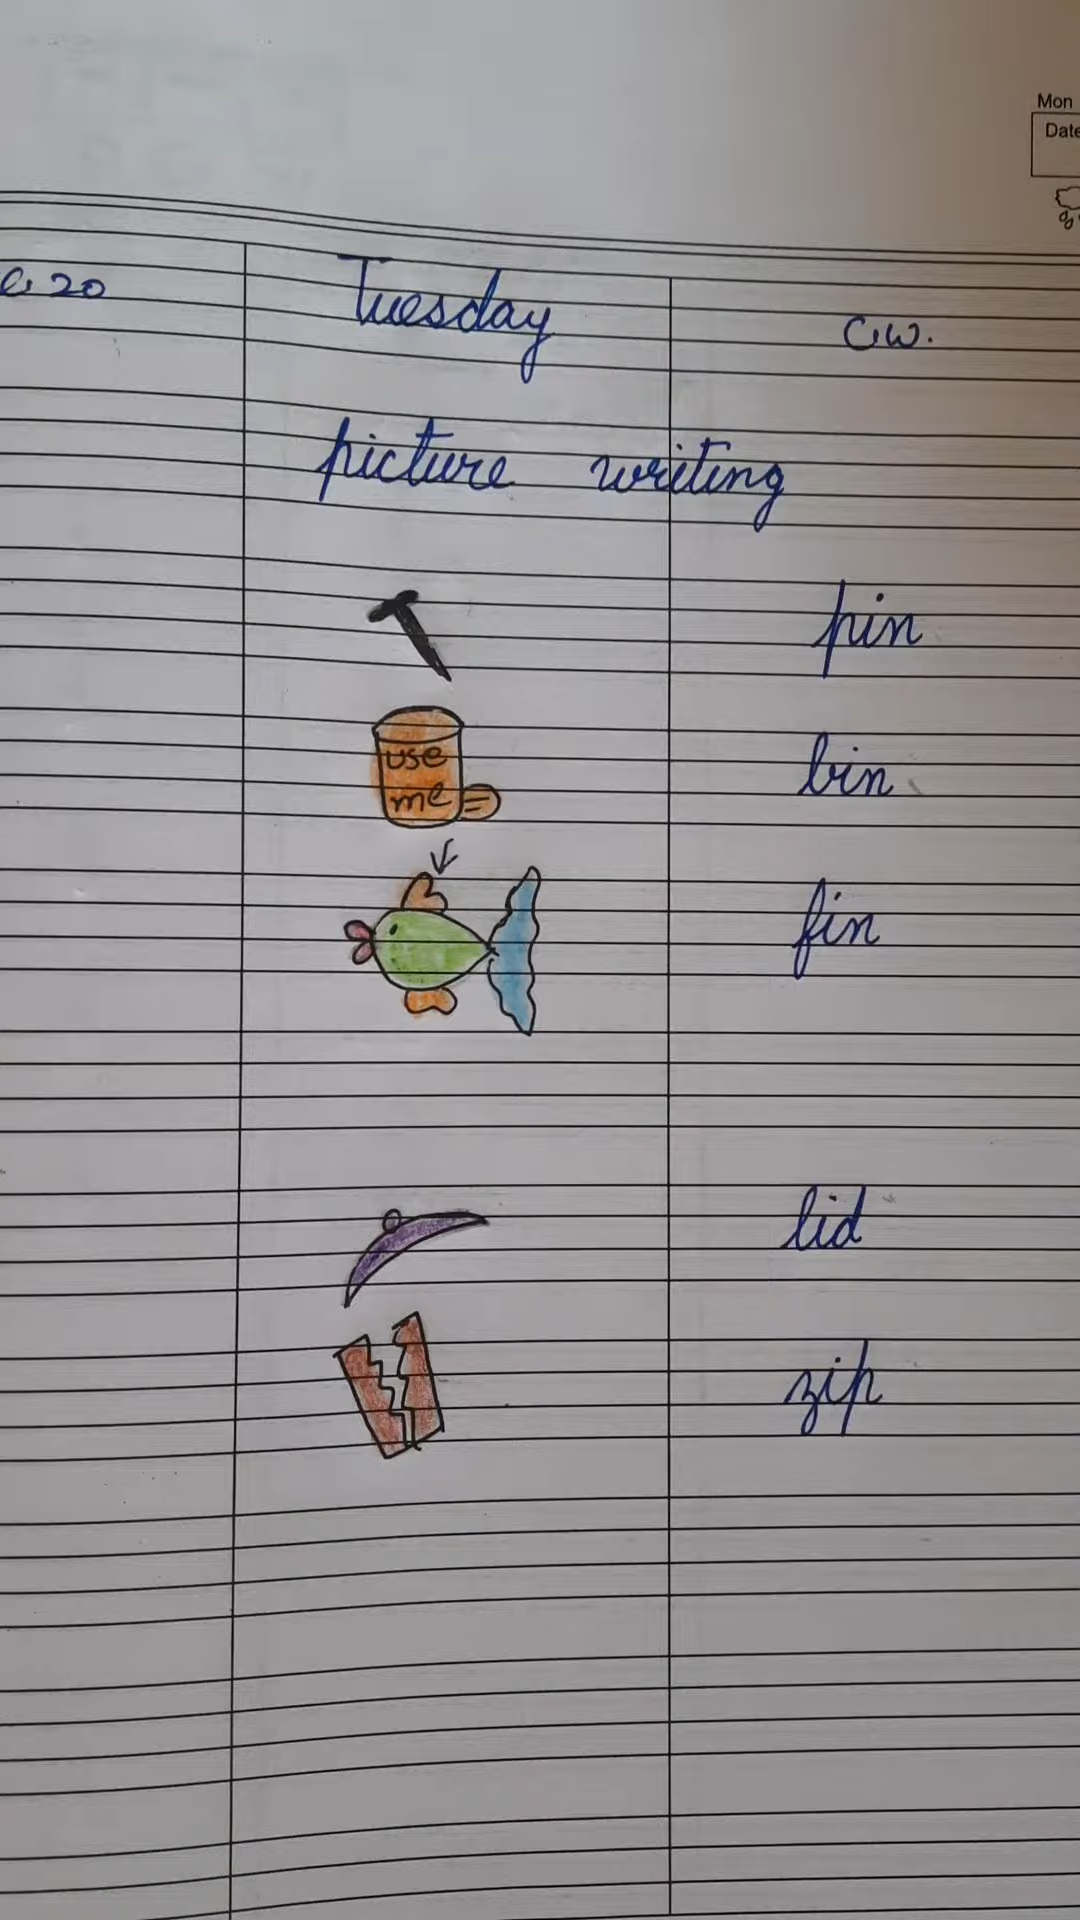 Mon
Date
20 Tuesday C.W.
picture writing
pin
use
me
bin
fin
lid
zip